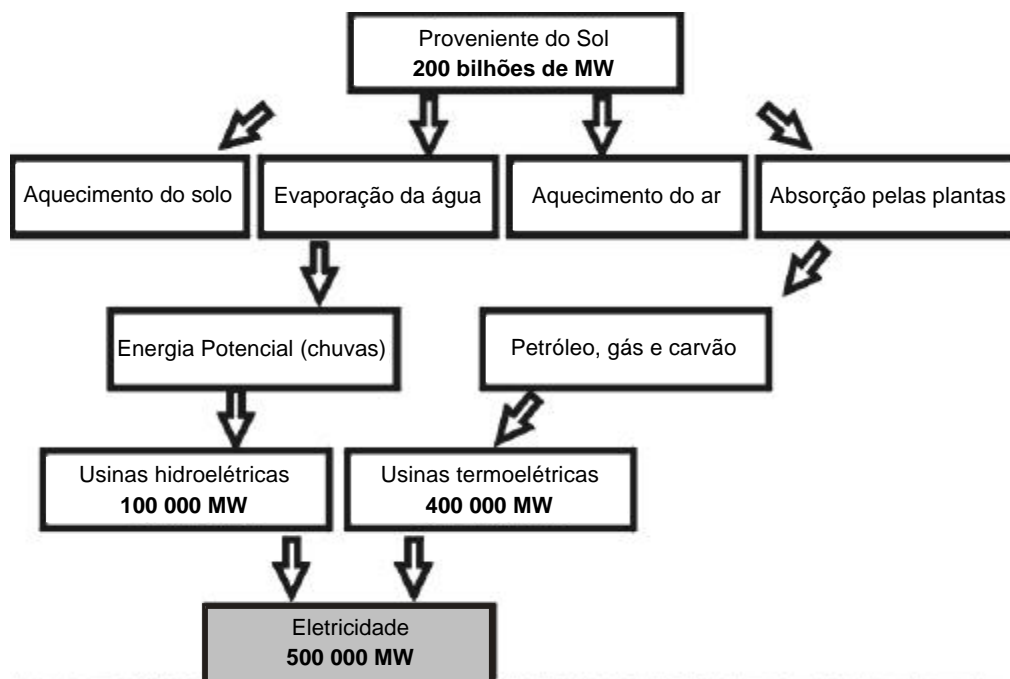 Proveniente do Sol
200 bilhões de MW
Aquecimento do solo
Evaporação da água
Aquecimento do ar
Absorção pelas plantas
Energia Potencial (chuvas)
Petróleo, gás e carvão
Usinas hidroelétricas
100 000 MW
Usinas termoelétricas
400 000 MW
Eletricidade
500 000 MW